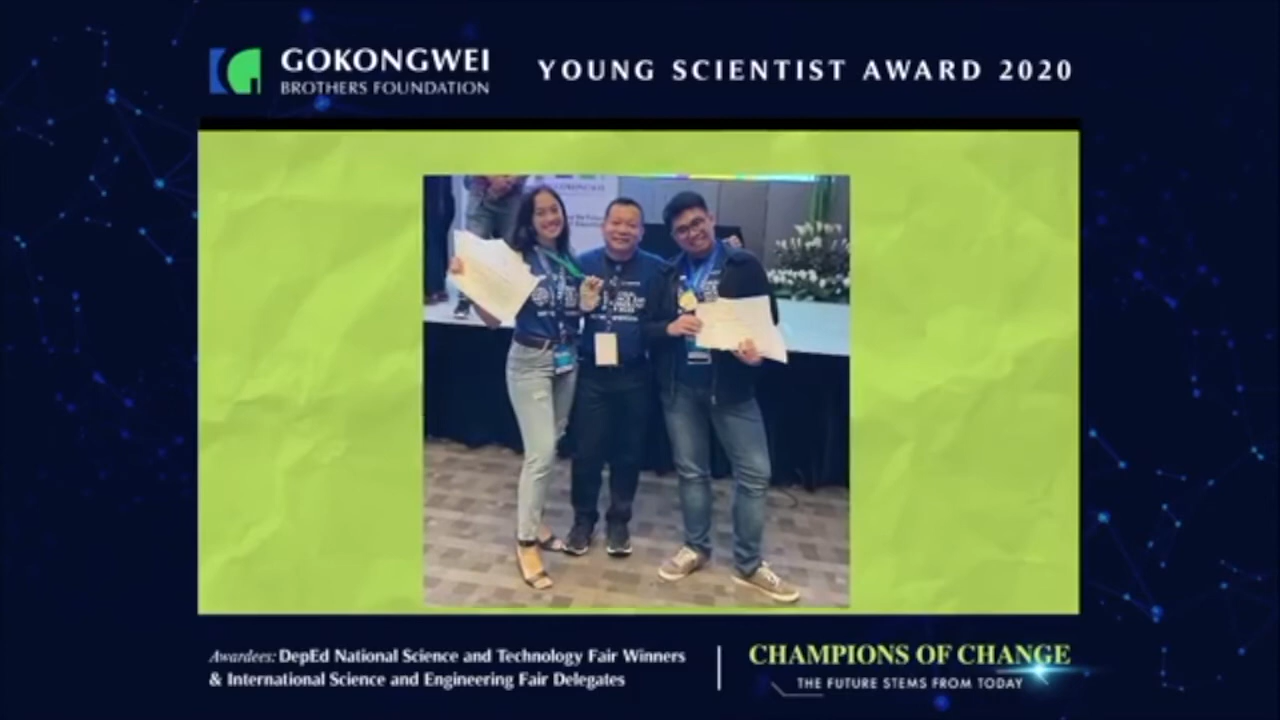 GOKONGWEI
BROTHERS FOUNDATION
YOUNG SCIENTIST AWARD 2020
Awardees: DepEd National Science and Technology Fair Winners
& International Science and Engineering Fair Delegates
CHAMPIONS OF CHANGE
THE FUTURE STEMS FROM TODAY